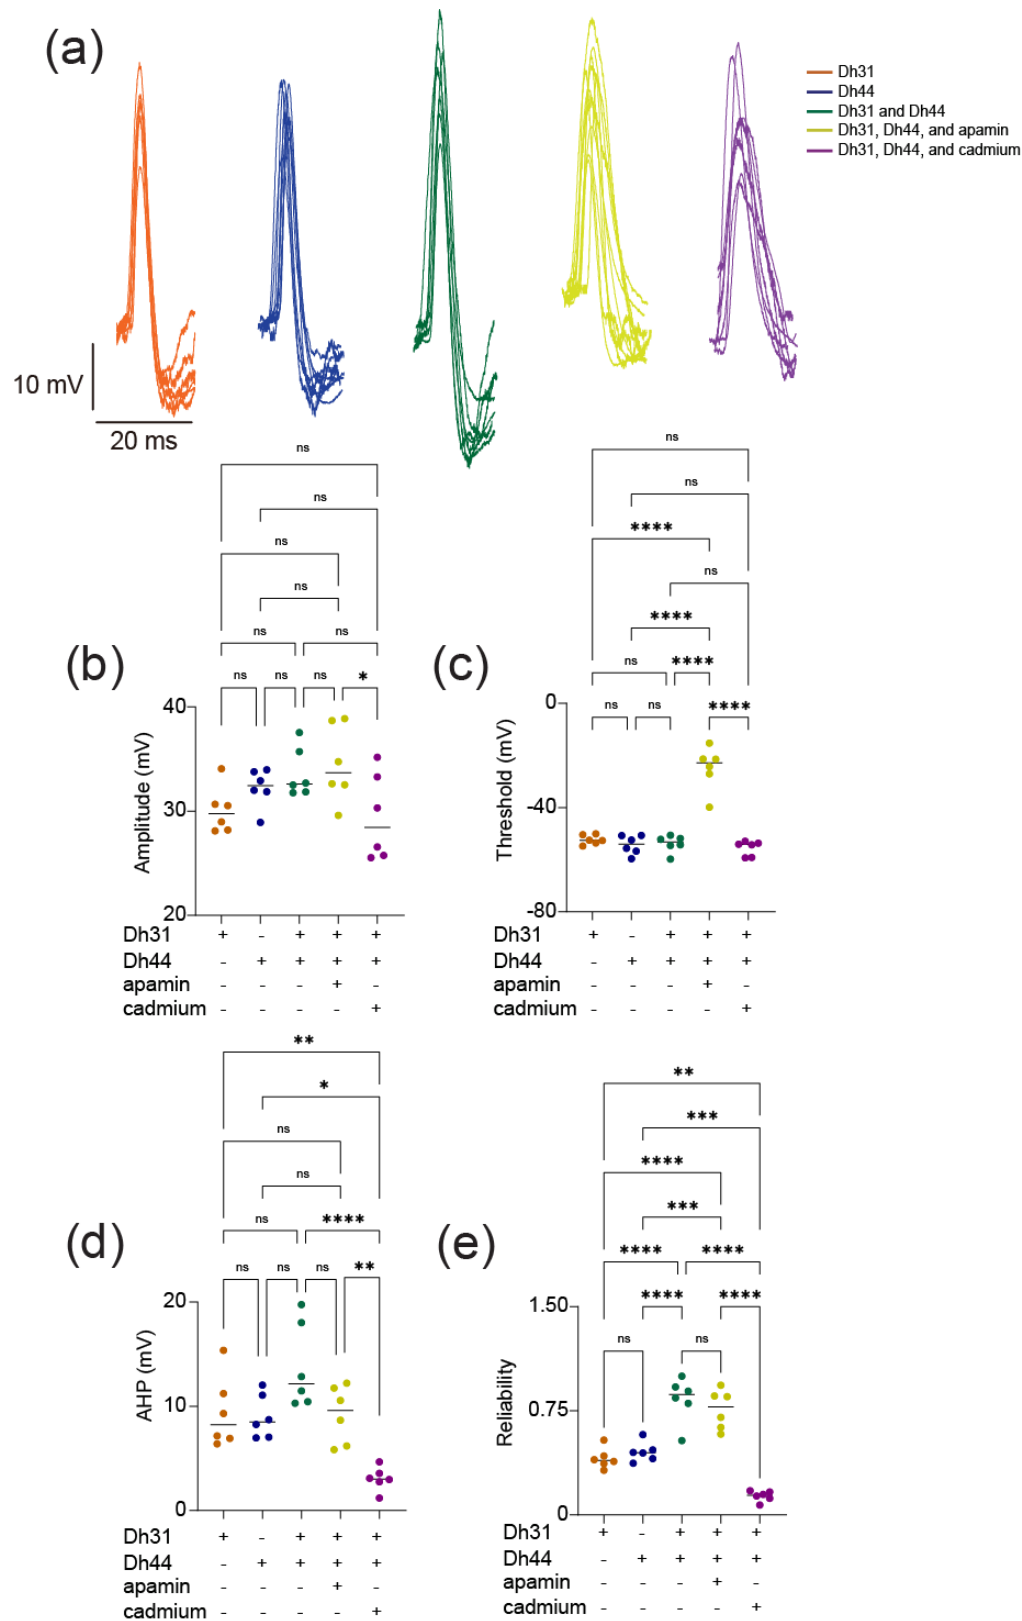 (a)
Dh31
Dh44
Dh31 and Dh44
Dh31, Dh44, and apamin
Dh31, Dh44, and cadmium
10 mV
20 ms
(b)
ns
ns
ns
ns
ns ns
ns ns ns *
Amplitude (mV)
40
30
20
Dh31 + - + + +
Dh44 - + + + +
apamin - - - + -
cadmium - - - - +
(c)
ns
ns
****
ns
****
ns ****
ns ns ****
Threshold (mV)
0
-40
-80
Dh31 + - + + +
Dh44 - + + + +
apamin - - - + -
cadmium - - - - +
(d)
**
*
ns
ns
ns ****
ns ns ns **
AHP (mV)
20
10
0
Dh31 + - + + +
Dh44 - + + + +
apamin - - - + -
cadmium - - - - +
(e)
**
***
****
***
**** ****
**** ****
ns ns
Reliability
1.50
0.75
0
Dh31 + - + + +
Dh44 - + + + +
apamin - - - + -
cadmium - - - - +